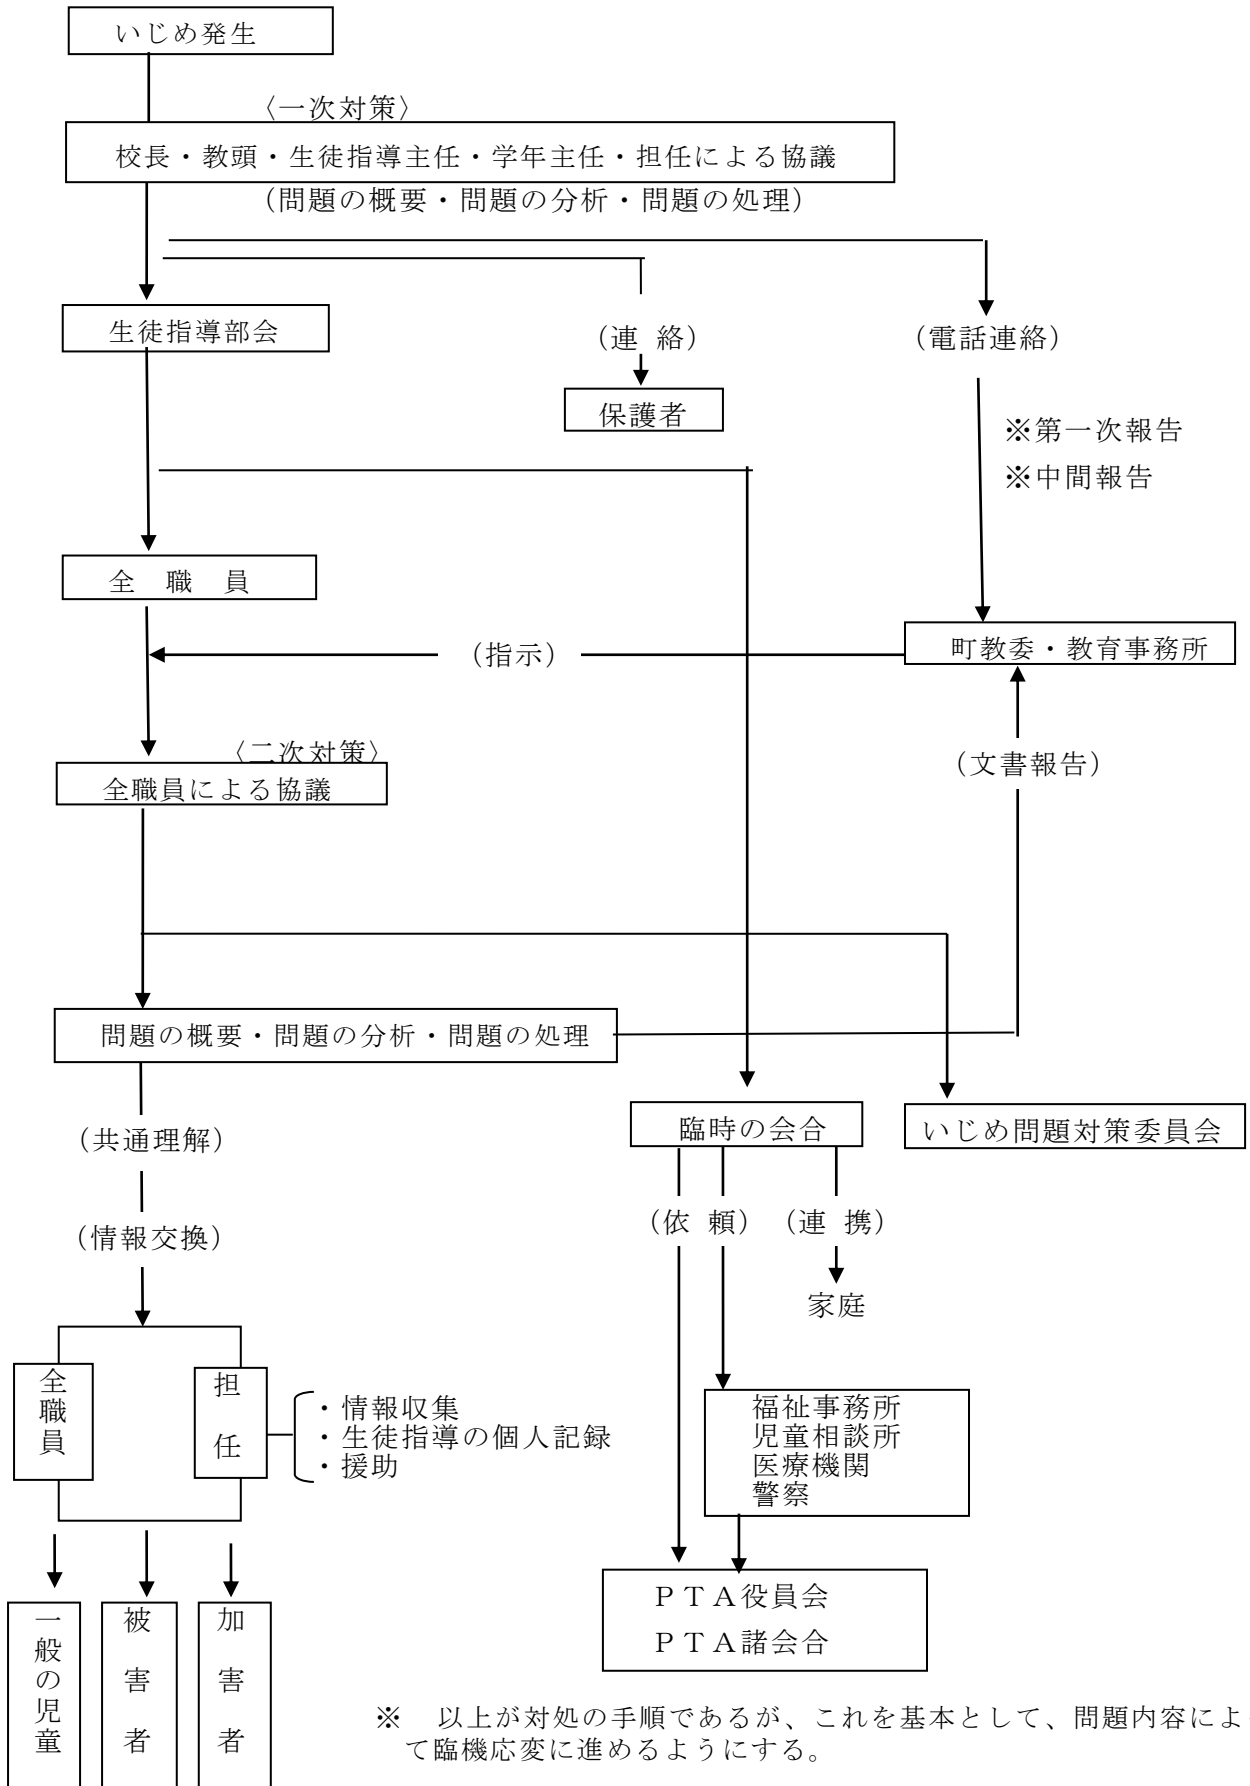 いじめ発生
〈一次対策〉
校長・教頭・生徒指導主任・学年主任・担任による協議
(問題の概要・問題の分析・問題の処理)
生徒指導部会
(連 絡)
(電話連絡)
保護者
※第一次報告
※中間報告
全 職 員
(指示)
町教委・教育事務所
〈二次対策〉
全職員による協議
(文書報告)
問題の概要・問題の分析・問題の処理
臨時の会合
いじめ問題対策委員会
(共通理解)
(依 頼)
(連 携)
(情報交換)
家庭
全職員
担 任
・情報収集
・生徒指導の個人記録
・援助
福祉事務所
児童相談所
医療機関
警察
PTA役員会
PTA諸会合
一般の児童
被 害 者
加 害 者
※ 以上が対処の手順であるが、これを基本として、問題内容によ
て臨機応変に進めるようにする。